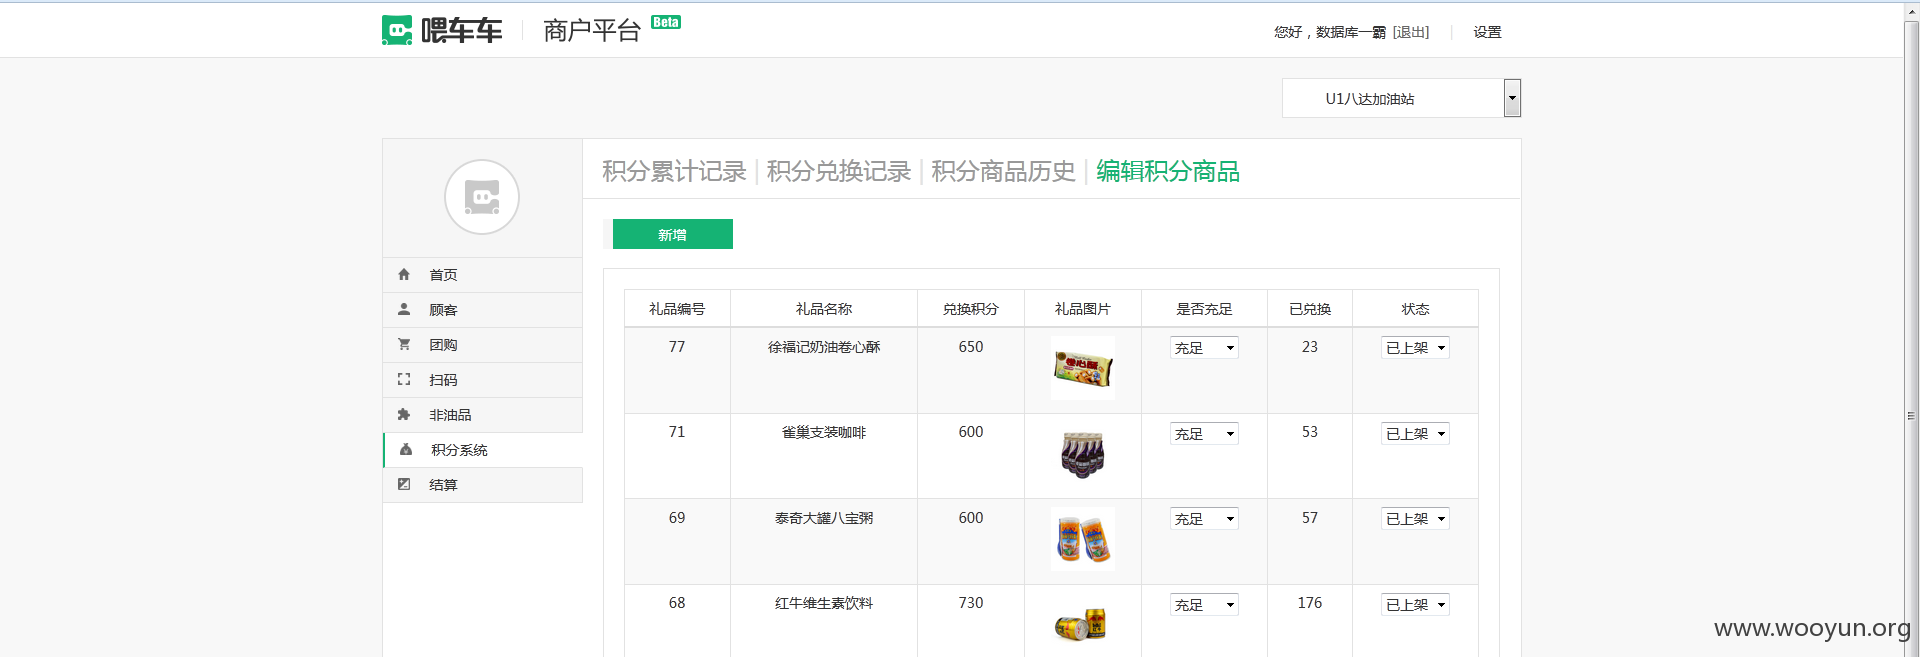 喂车车 商户平台 Beta
您好，数据库一霸 [退出] 设置
U1八达加油站
积分累计记录 积分兑换记录 积分商品历史 编辑积分商品
新增
首页
顾客
团购
扫码
非油品
积分系统
结算
礼品编号 礼品名称 兑换积分 礼品图片 是否充足 已兑换 状态
77 徐福记奶油卷心酥 650 充足 23 已上架
71 雀巢支装咖啡 600 充足 53 已上架
69 泰奇大罐八宝粥 600 充足 57 已上架
68 红牛维生素饮料 730 充足 176 已上架
www.wooyun.org